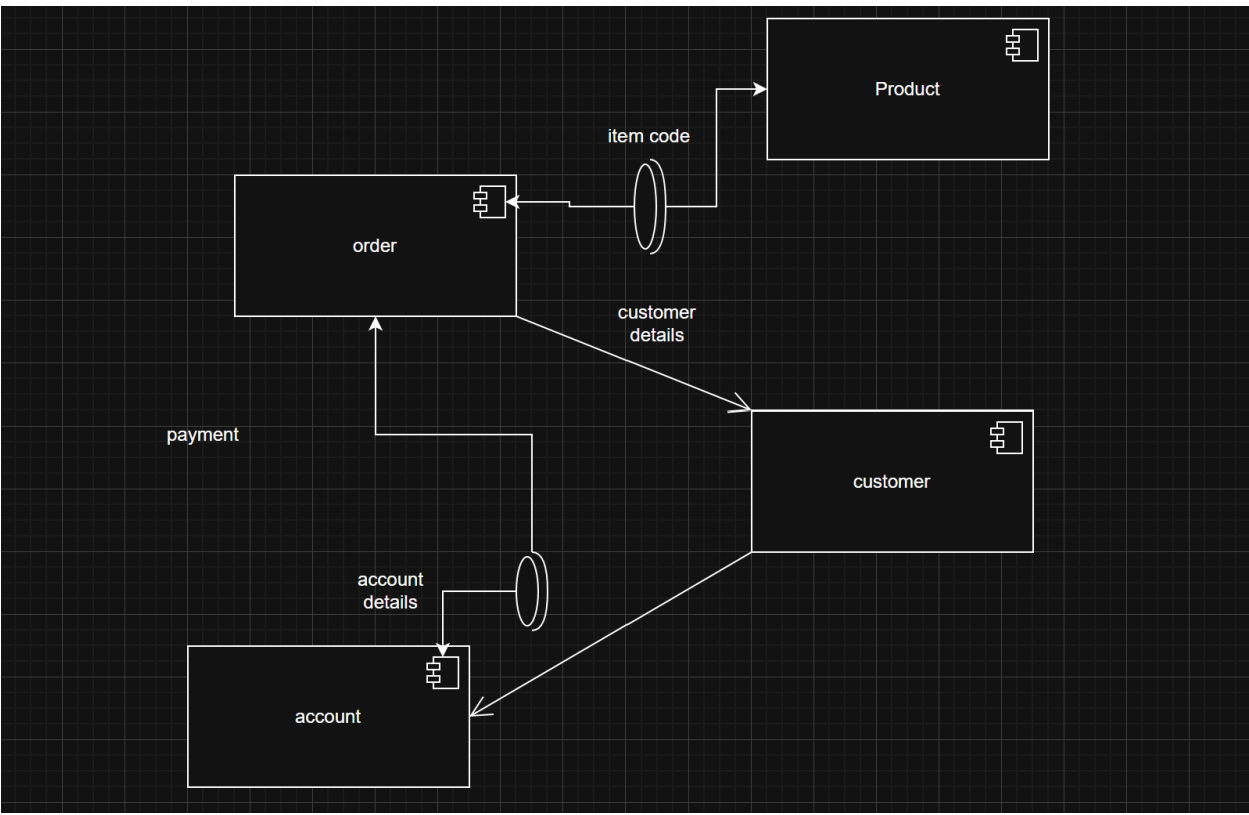 Product
item code
order
customer
details
payment
customer
account
details
account